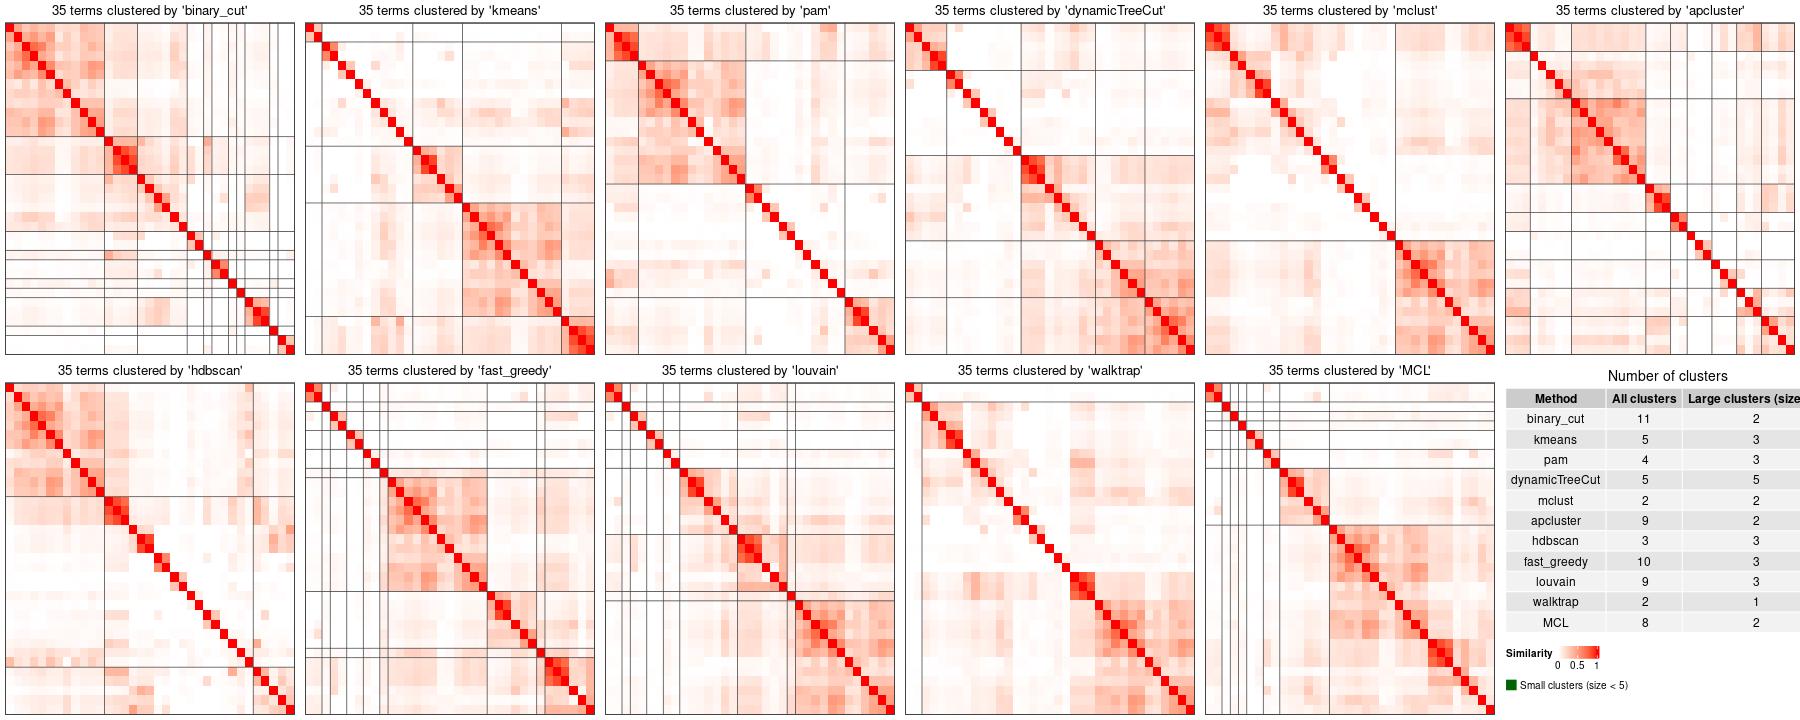 35 terms clustered by 'binary_cut'
35 terms clustered by 'kmeans'
35 terms clustered by 'pam'
35 terms clustered by 'dynamicTreeCut'
35 terms clustered by 'mclust'
35 terms clustered by 'apcluster'
35 terms clustered by 'hdbscan'
35 terms clustered by 'fast_greedy'
35 terms clustered by 'louvain'
35 terms clustered by 'walktrap'
35 terms clustered by 'MCL'
Number of clusters
Method All clusters Large clusters (size
binary_cut 11 2
kmeans 5 3
pam 4 3
dynamicTreeCut 5 5
mclust 2 2
apcluster 9 2
hdbscan 3 3
fast_greedy 10 3
louvain 9 3
walktrap 2 1
MCL 8 2
Similarity
0 0.5 1
Small clusters (size < 5)